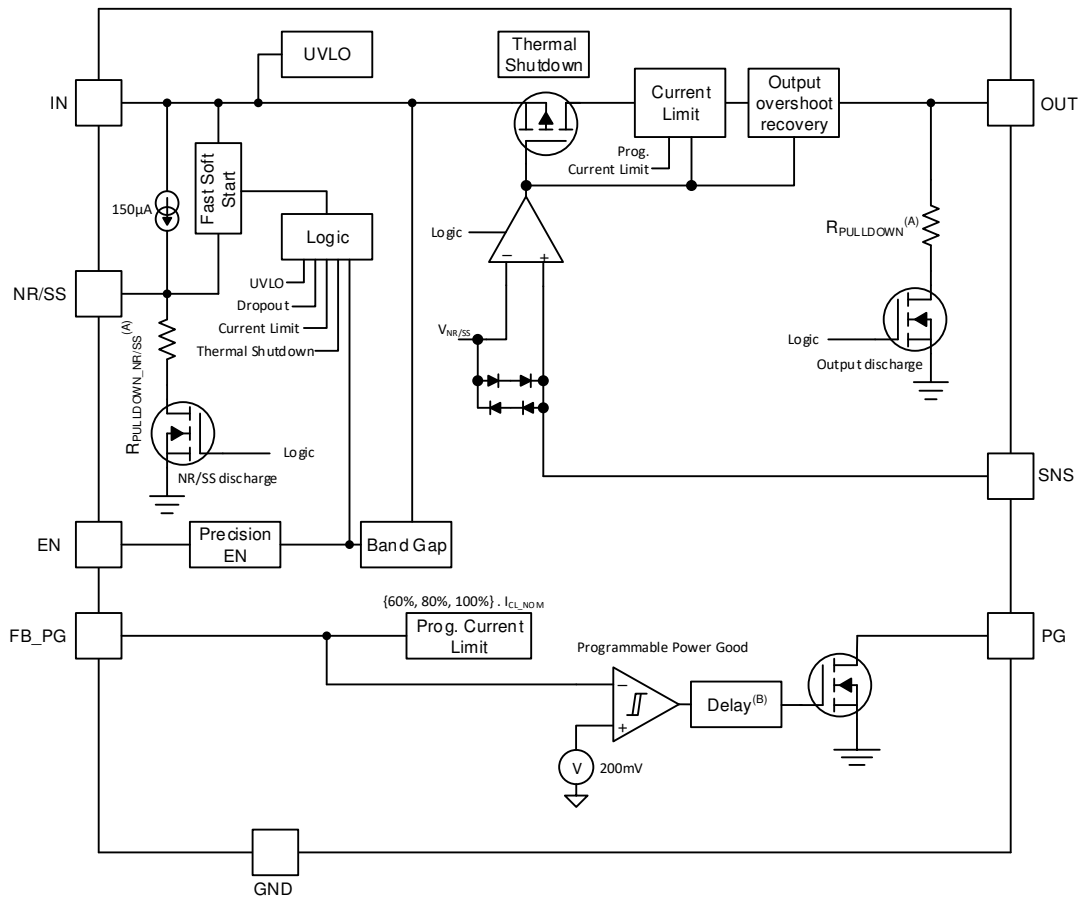 UVLO
Thermal
Shutdown
IN
Current
Limit
Output
overshoot
recovery
OUT
Prog.
Current Limit
Fast Soft
Start
150µA
Logic
Logic
− +
R_PULLDOWN^(A)
NR/SS
UVLO
Dropout
Current Limit
Thermal Shutdown
V_NR/SS
Logic
Output discharge
R_PULLDOWN_NR/SS^(A)
Logic
NR/SS discharge
SNS
EN
Precision
EN
Band Gap
{60%, 80%, 100%} . I_CL_NOM
FB_PG
Prog. Current
Limit
PG
Programmable Power Good
−
+
Delay^(B)
V
200mV
GND